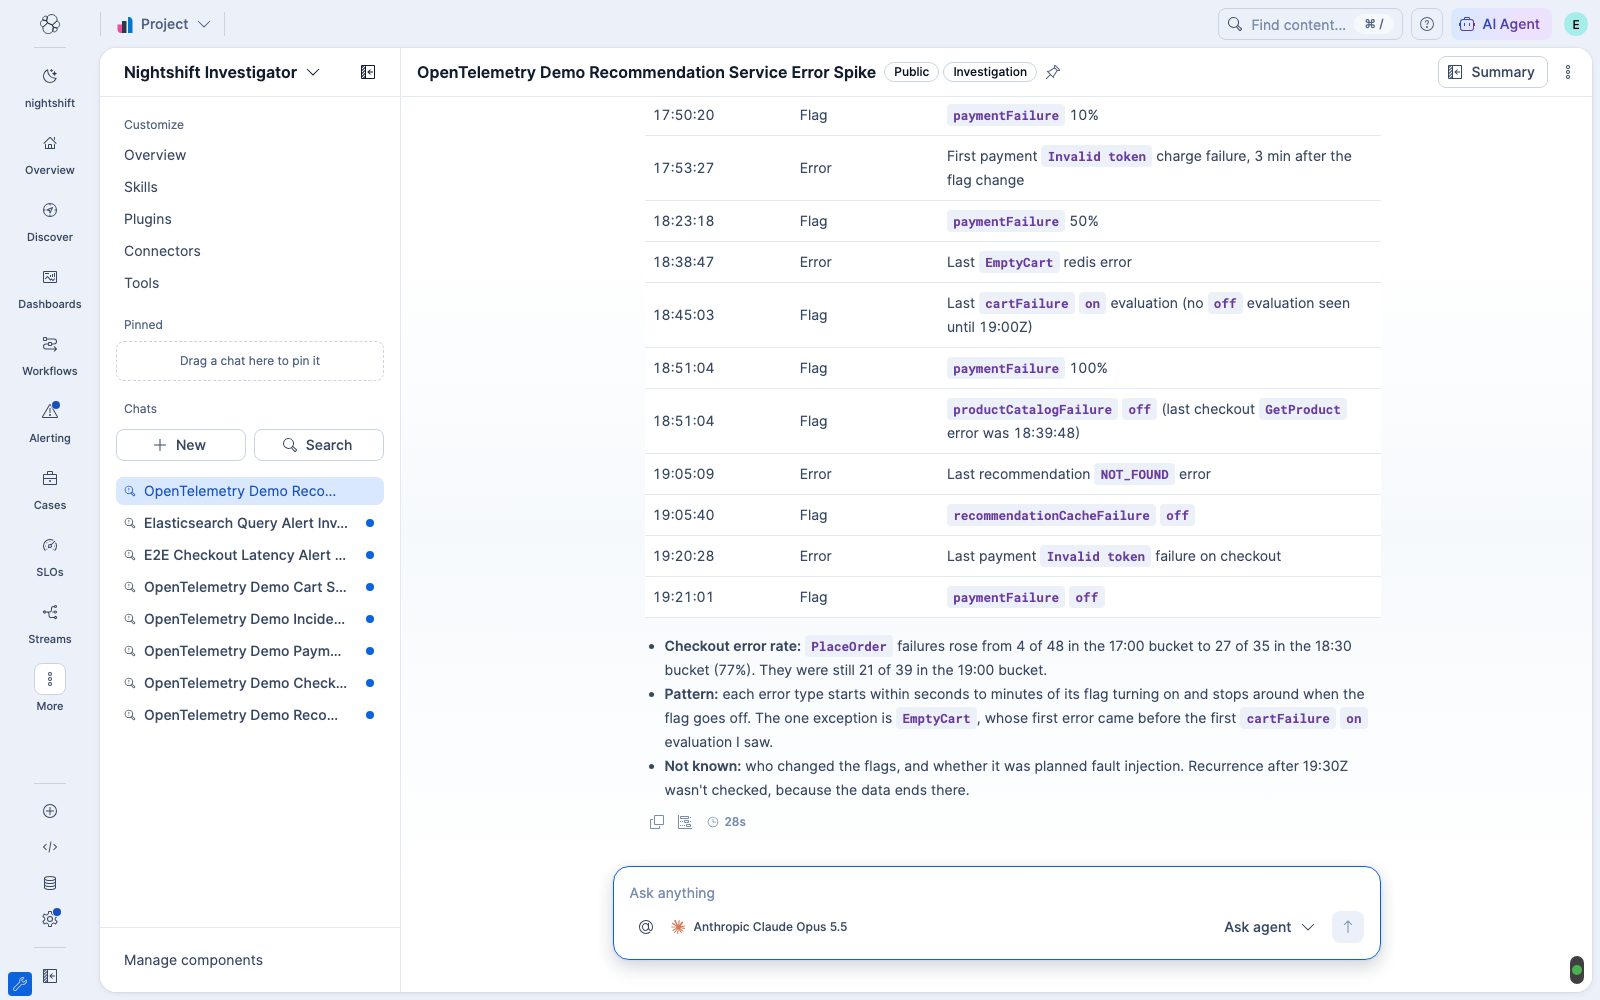 Project
Find content...
⌘ /
AI Agent
E
nightshift
Overview
Discover
Dashboards
Workflows
Alerting
Cases
SLOs
Streams
More
Nightshift Investigator
Customize
Overview
Skills
Plugins
Connectors
Tools
Pinned
Drag a chat here to pin it
Chats
New
Search
OpenTelemetry Demo Reco...
Elasticsearch Query Alert Inv...
E2E Checkout Latency Alert ...
OpenTelemetry Demo Cart S...
OpenTelemetry Demo Incide...
OpenTelemetry Demo Paym...
OpenTelemetry Demo Check...
OpenTelemetry Demo Reco...
Manage components
OpenTelemetry Demo Recommendation Service Error Spike
Public
Investigation
Summary
17:50:20 Flag paymentFailure 10%
17:53:27 Error First payment Invalid token charge failure, 3 min after the
flag change
18:23:18 Flag paymentFailure 50%
18:38:47 Error Last EmptyCart redis error
18:45:03 Flag Last cartFailure on evaluation (no off evaluation seen
until 19:00Z)
18:51:04 Flag paymentFailure 100%
18:51:04 Flag productCatalogFailure off (last checkout GetProduct
error was 18:39:48)
19:05:09 Error Last recommendation NOT_FOUND error
19:05:40 Flag recommendationCacheFailure off
19:20:28 Error Last payment Invalid token failure on checkout
19:21:01 Flag paymentFailure off
• Checkout error rate: PlaceOrder failures rose from 4 of 48 in the 17:00 bucket to 27 of 35 in the 18:30
bucket (77%). They were still 21 of 39 in the 19:00 bucket.
• Pattern: each error type starts within seconds to minutes of its flag turning on and stops around when the
flag goes off. The one exception is EmptyCart, whose first error came before the first cartFailure on
evaluation I saw.
• Not known: who changed the flags, and whether it was planned fault injection. Recurrence after 19:30Z
wasn't checked, because the data ends there.
28s
Ask anything
@ Anthropic Claude Opus 5.5
Ask agent